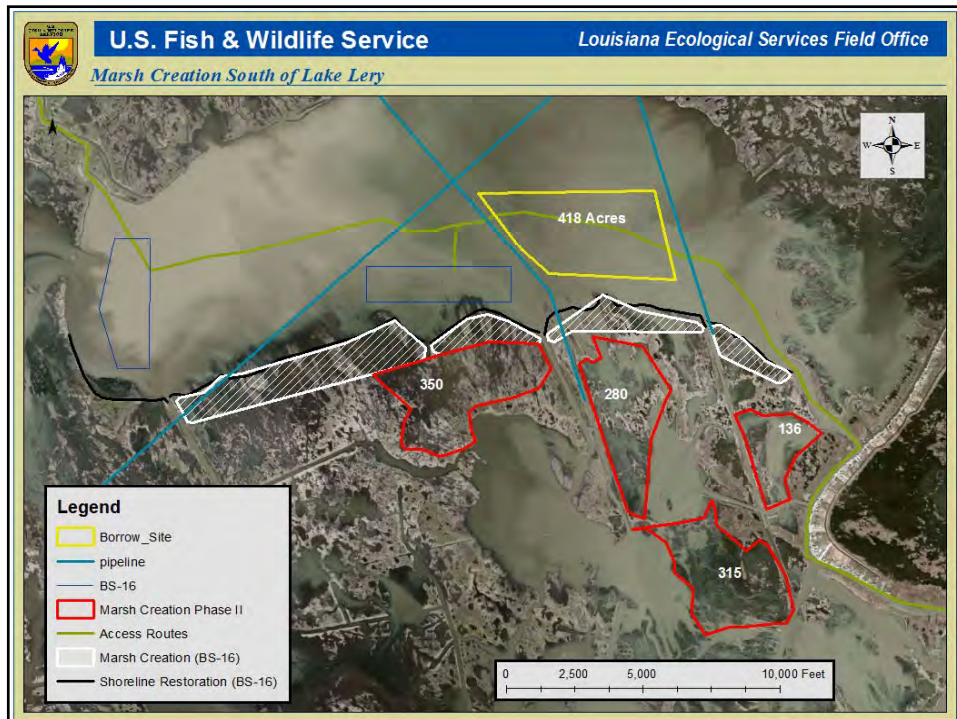 U.S. Fish & Wildlife Service
Louisiana Ecological Services Field Office
Marsh Creation South of Lake Lery
N
W E
S
418 Acres
350
280
136
315
Legend
Borrow_Site
pipeline
BS-16
Marsh Creation Phase II
Access Routes
Marsh Creation (BS-16)
Shoreline Restoration (BS-16)
0 2,500 5,000 10,000 Feet